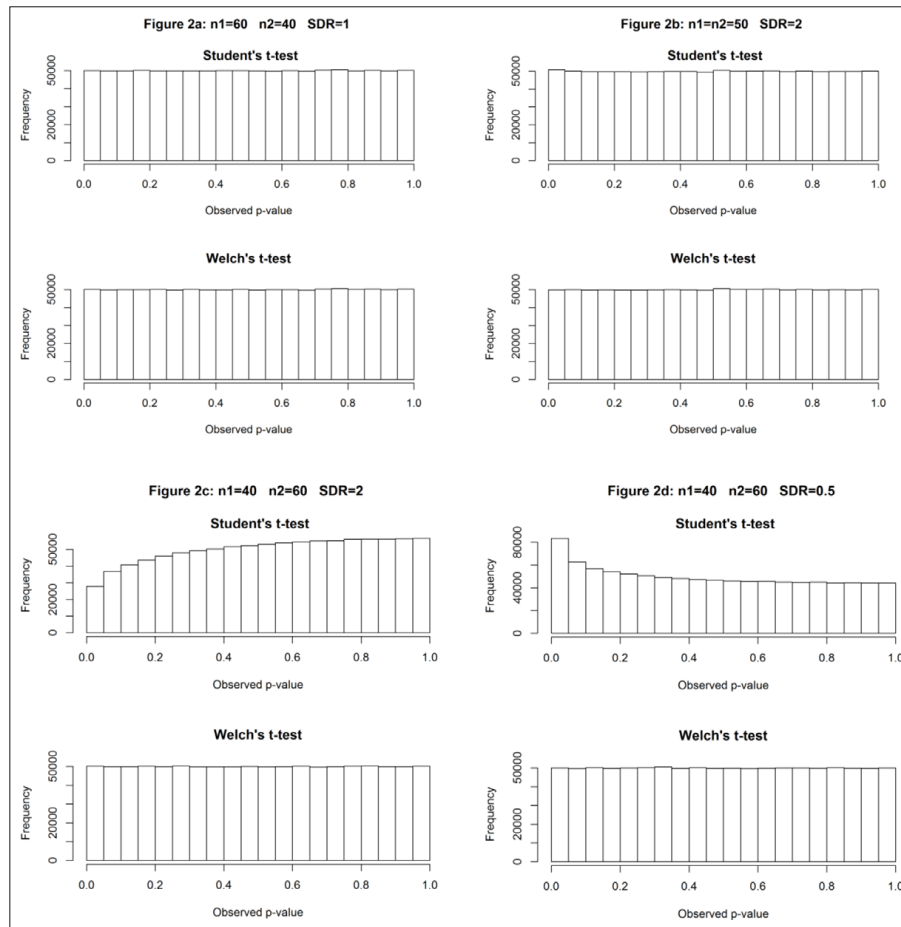 Figure 2a: n1=60 n2=40 SDR=1
Student's t-test
Frequency
0 20000 50000
0.0 0.2 0.4 0.6 0.8 1.0
Observed p-value
Welch's t-test
Frequency
0 20000 50000
0.0 0.2 0.4 0.6 0.8 1.0
Observed p-value
Figure 2b: n1=n2=50 SDR=2
Student's t-test
Frequency
0 20000 50000
0.0 0.2 0.4 0.6 0.8 1.0
Observed p-value
Welch's t-test
Frequency
0 20000 50000
0.0 0.2 0.4 0.6 0.8 1.0
Observed p-value
Figure 2c: n1=40 n2=60 SDR=2
Student's t-test
Frequency
0 20000 50000
0.0 0.2 0.4 0.6 0.8 1.0
Observed p-value
Welch's t-test
Frequency
0 20000 50000
0.0 0.2 0.4 0.6 0.8 1.0
Observed p-value
Figure 2d: n1=40 n2=60 SDR=0.5
Student's t-test
Frequency
0 40000 80000
0.0 0.2 0.4 0.6 0.8 1.0
Observed p-value
Welch's t-test
Frequency
0 20000 50000
0.0 0.2 0.4 0.6 0.8 1.0
Observed p-value